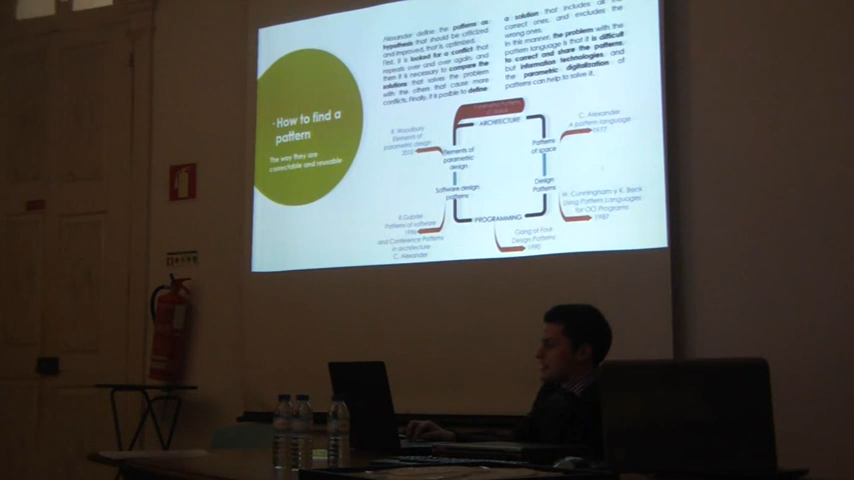 · How to find a
pattern
The way they are
correctable and reusable
Alexander define the patterns as
hypothesis that should be criticized
and improved, that is, optimized.
First, it is looked for a conflict that
repeats over and over again, and
then it is necessary to compare the
solutions that solves the problem
with the others that cause more
conflicts. Finally, it is posible to define
a solution that includes all the
correct ones, and excludes the
wrong ones.
In this manner, the problem with the
pattern language is that it is difficult
to correct and share the patterns,
but information technologies, and
the parametric digitalization of
patterns can help to solve it.
ARCHITECTURE
C. Alexander
A pattern language
1977
R. Woodbury
Elements of
parametric design
2010
Elements of
parametric
design
Patterns
of space
Software design
patterns
Design
Patterns
W. Cunningham y K. Beck
Using Pattern Languages
for OO Programs
1987
PROGRAMMING
R.Gabriel
Patterns of software
1996
and Conference Patterns
in architecture
C. Alexander
Gang of Four
Design Patterns